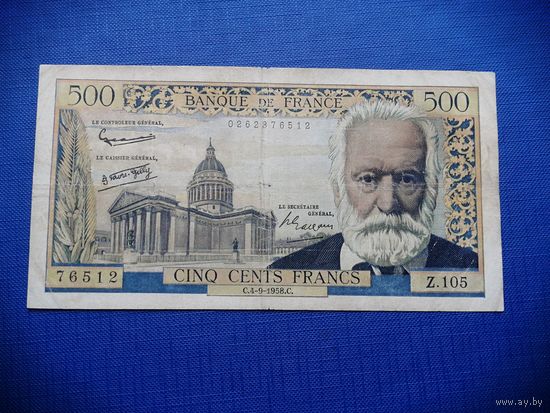 500 BANQUE DE FRANCE 500
LE CONTROLEUR GÉNÉRAL,
0262376512
LE CAISSIER GÉNÉRAL,
LE SECRÉTAIRE
GÉNÉRAL,
76512 CINQ CENTS FRANCS Z.105
C.4-9-1958.C.
www.ay.by